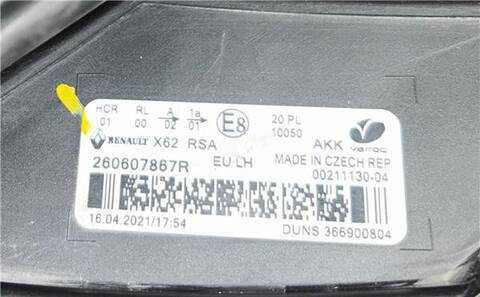 HCR RL A 1a E8 20 PL
01 00 02 01 10050
RENAULT X62 RSA AKK varroc
260607867R EU LH MADE IN CZECH REP
00211130-04
16.04.2021/17:54 DUNS 366900804